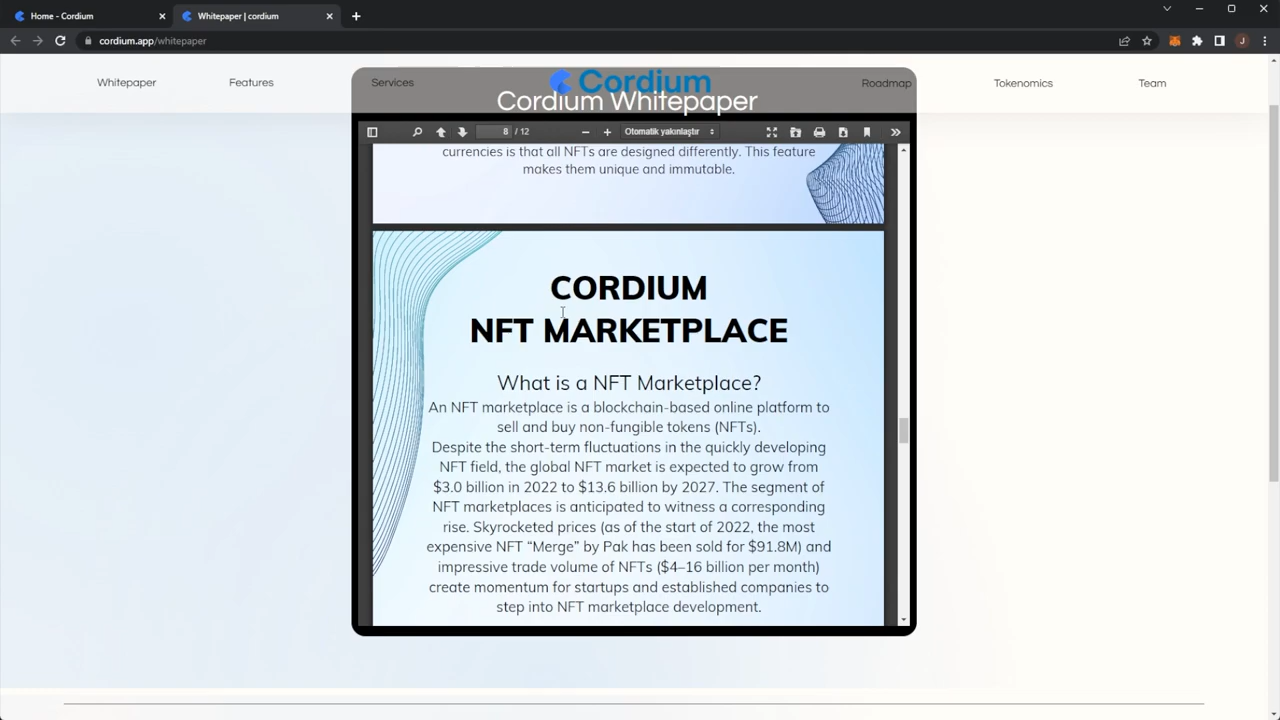 Home - Cordium
Whitepaper | cordium
cordium.app/whitepaper
J
Whitepaper
Features
Services
Cordium
Roadmap
Tokenomics
Team
Cordium Whitepaper
8 / 12
Otomatik yakınlaştır
currencies is that all NFTs are designed differently. This feature
makes them unique and immutable.
CORDIUM
NFT MARKETPLACE
What is a NFT Marketplace?
An NFT marketplace is a blockchain-based online platform to
sell and buy non-fungible tokens (NFTs).
Despite the short-term fluctuations in the quickly developing
NFT field, the global NFT market is expected to grow from
$3.0 billion in 2022 to $13.6 billion by 2027. The segment of
NFT marketplaces is anticipated to witness a corresponding
rise. Skyrocketed prices (as of the start of 2022, the most
expensive NFT “Merge” by Pak has been sold for $91.8M) and
impressive trade volume of NFTs ($4–16 billion per month)
create momentum for startups and established companies to
step into NFT marketplace development.